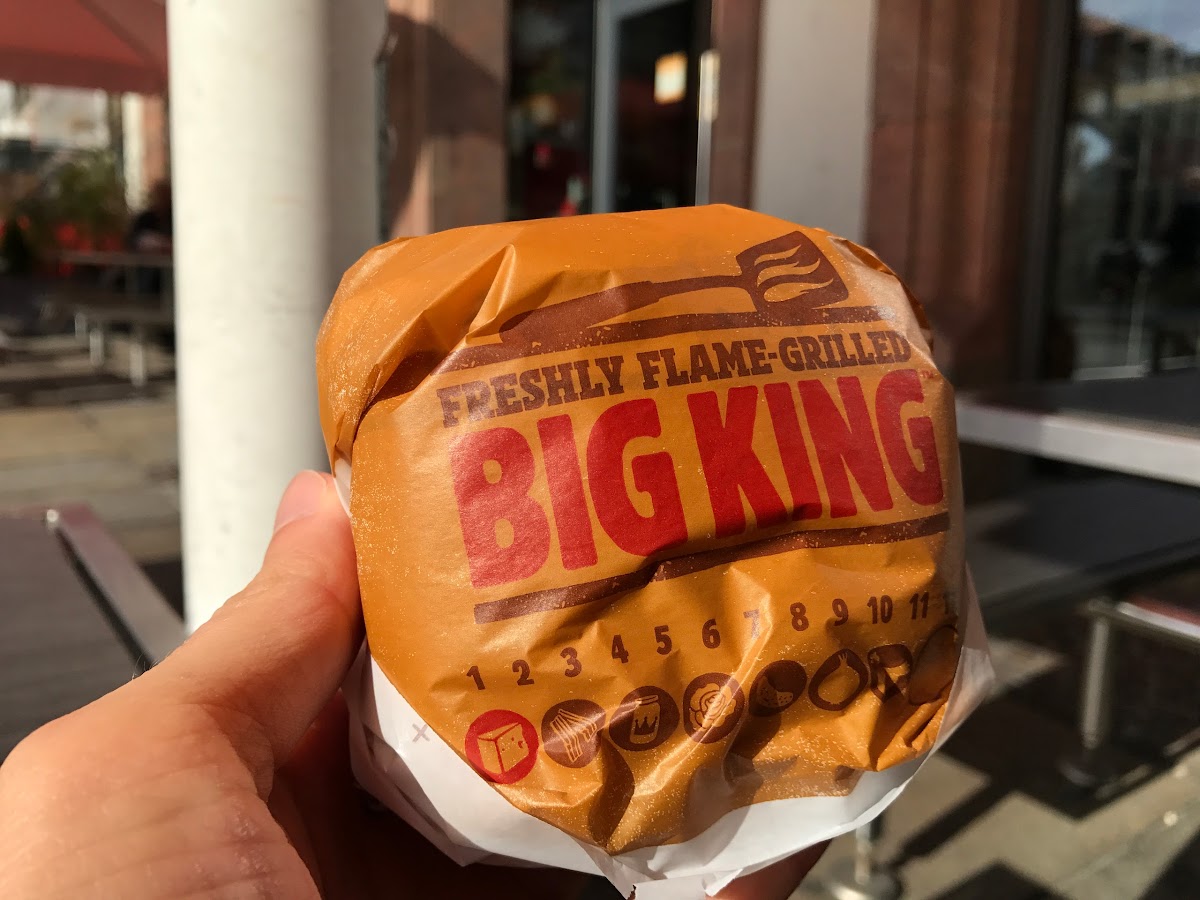 FRESHLY FLAME-GRILLED
BIG KING
1 2 3 4 5 6 7 8 9 10 11